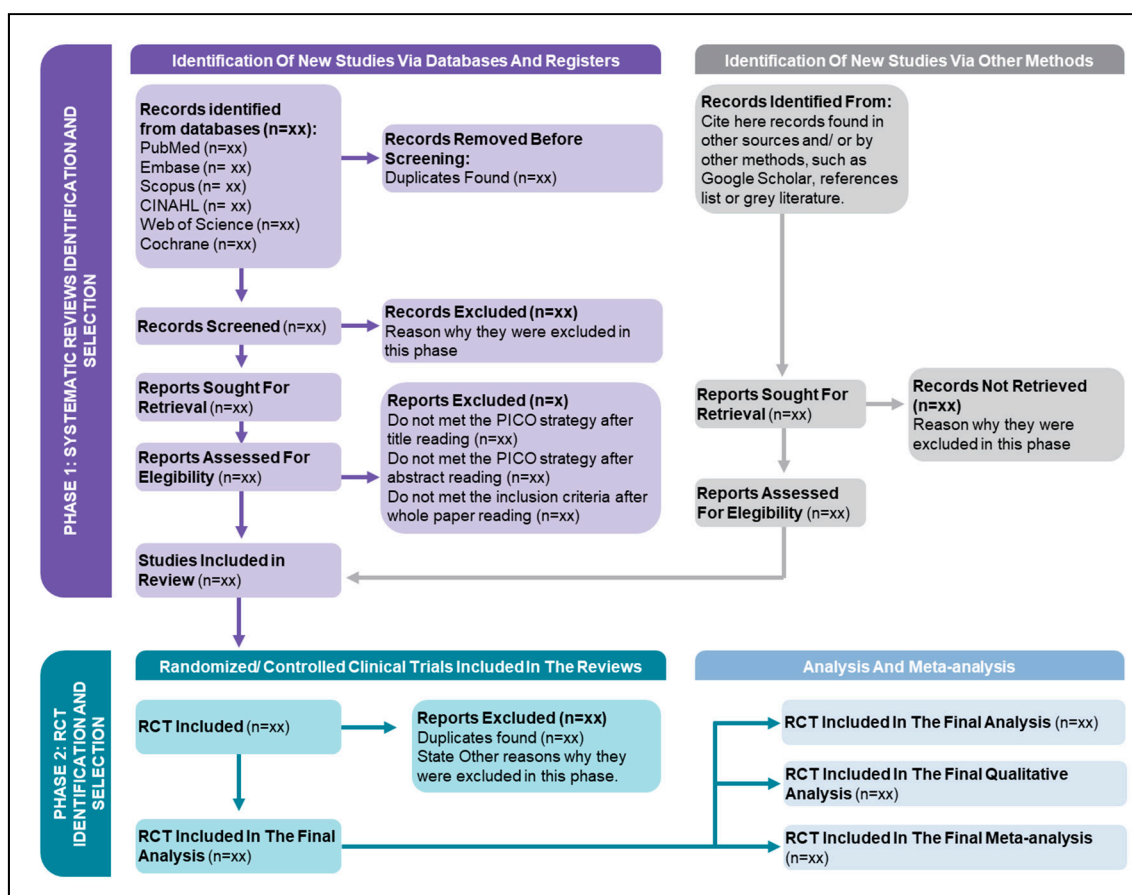 PHASE 1: SYSTEMATIC REVIEWS IDENTIFICATION AND
SELECTION
Identification Of New Studies Via Databases And Registers
Records identified
from databases (n=xx):
PubMed (n=xx)
Embase (n= xx)
Scopus (n= xx)
CINAHL (n= xx)
Web of Science (n=xx)
Cochrane (n=xx)
Records Removed Before
Screening:
Duplicates Found (n=xx)
Records Screened (n=xx)
Records Excluded (n=xx)
Reason why they were excluded in
this phase
Reports Sought For
Retrieval (n=xx)
Reports Assessed For
Elegibility (n=xx)
Reports Excluded (n=x)
Do not met the PICO strategy after
title reading (n=xx)
Do not met the PICO strategy after
abstract reading (n=xx)
Do not met the inclusion criteria after
whole paper reading (n=xx)
Studies Included in
Review (n=xx)
Identification Of New Studies Via Other Methods
Records Identified From:
Cite here records found in
other sources and/ or by
other methods, such as
Google Scholar, references
list or grey literature.
Reports Sought For
Retrieval (n=xx)
Records Not Retrieved
(n=xx)
Reason why they were
excluded in this phase
Reports Assessed
For Elegibility (n=xx)
PHASE 2: RCT
IDENTIFICATION AND
SELECTION
Randomized/ Controlled Clinical Trials Included In The Reviews
RCT Included (n=xx)
Reports Excluded (n=xx)
Duplicates found (n=xx)
State Other reasons why they
were excluded in this phase.
RCT Included In The Final
Analysis (n=xx)
Analysis And Meta-analysis
RCT Included In The Final Analysis (n=xx)
RCT Included In The Final Qualitative
Analysis (n=xx)
RCT Included In The Final Meta-analysis
(n=xx)